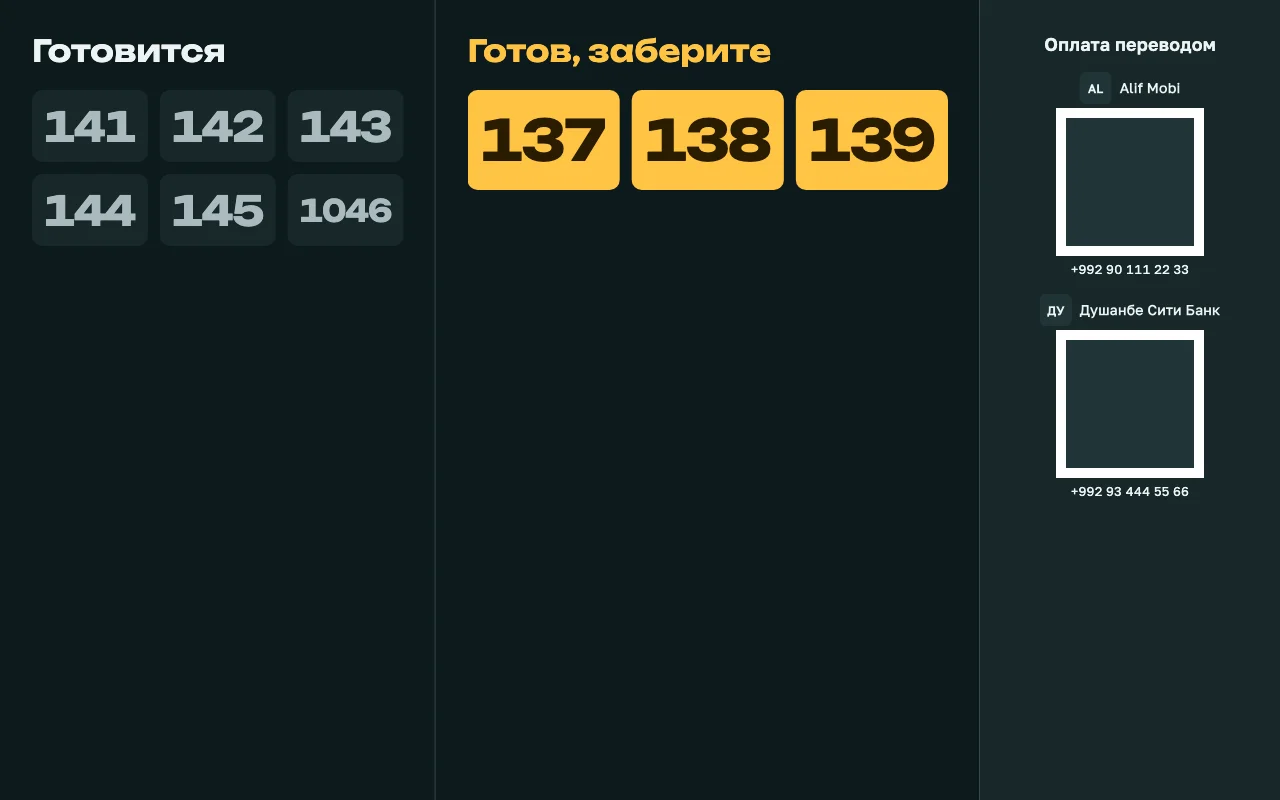 Готовится
141 142 143
144 145 1046
Готов, заберите
137 138 139
Оплата переводом
AL Alif Mobi
+992 90 111 22 33
ДУ Душанбе Сити Банк
+992 93 444 55 66